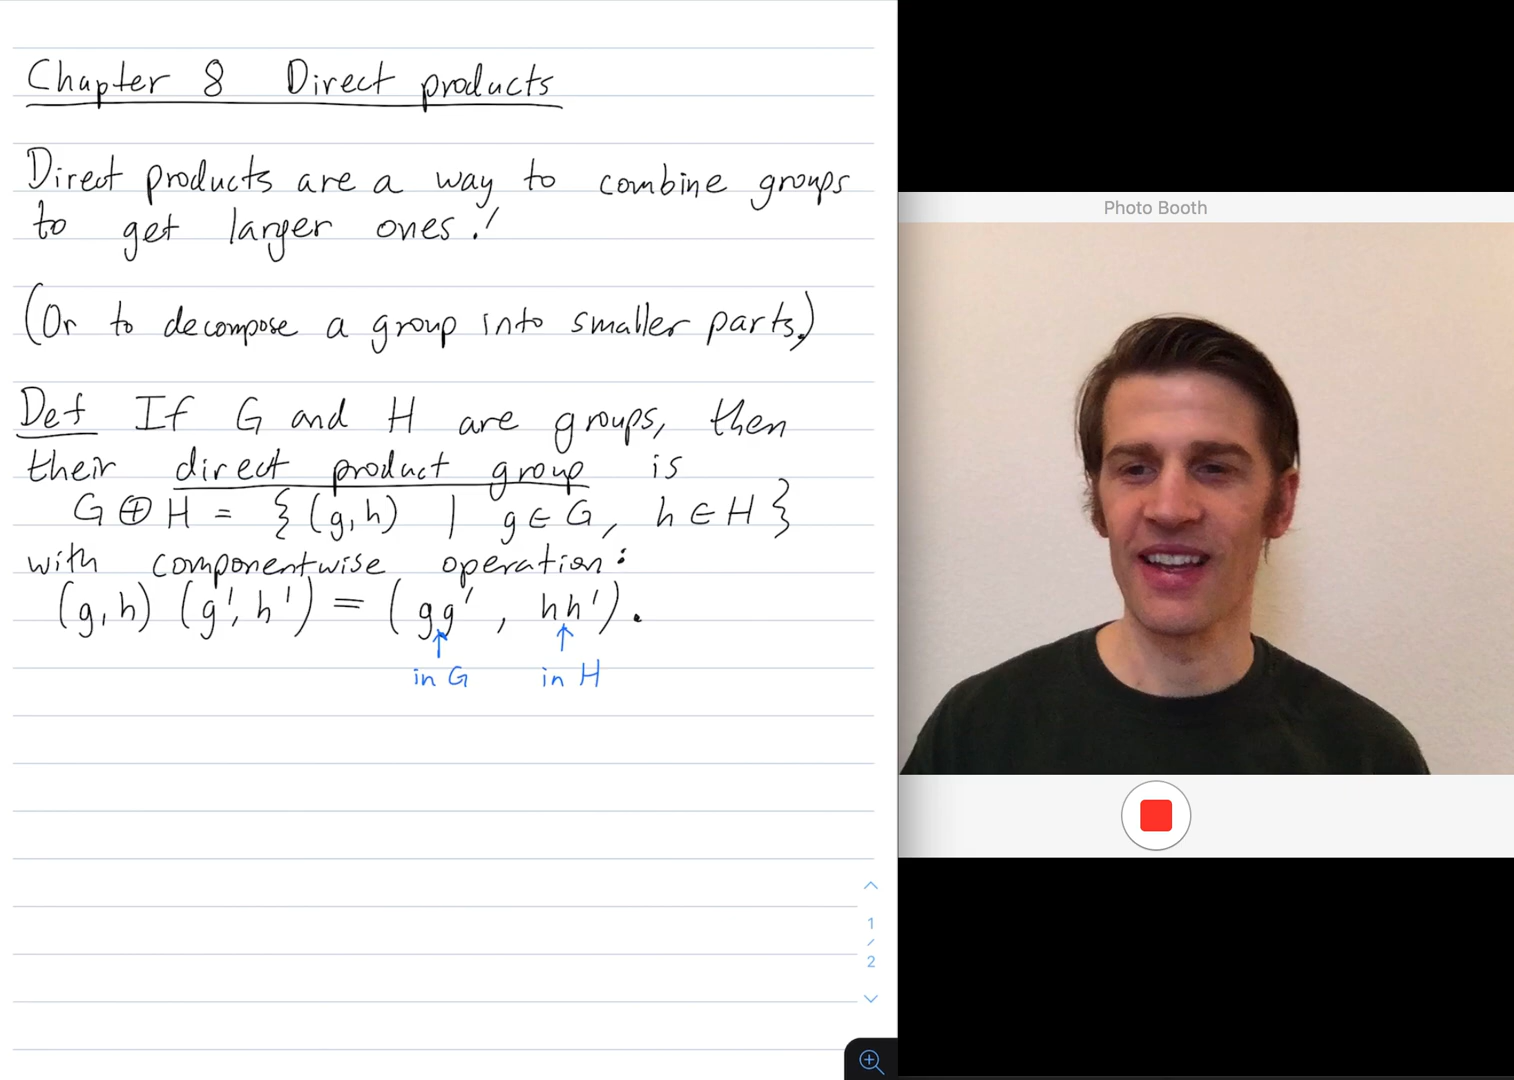 Chapter 8 Direct products
Direct products are a way to combine groups
to get larger ones!
(Or to decompose a group into smaller parts.)
Def If G and H are groups, then
their direct product group is
G ⊕ H = {(g,h) | g ∈ G, h ∈ H}
with componentwise operation:
(g,h) (g',h') = (gg', hh').
↑ ↑
in G in H
1
/
2
Photo Booth